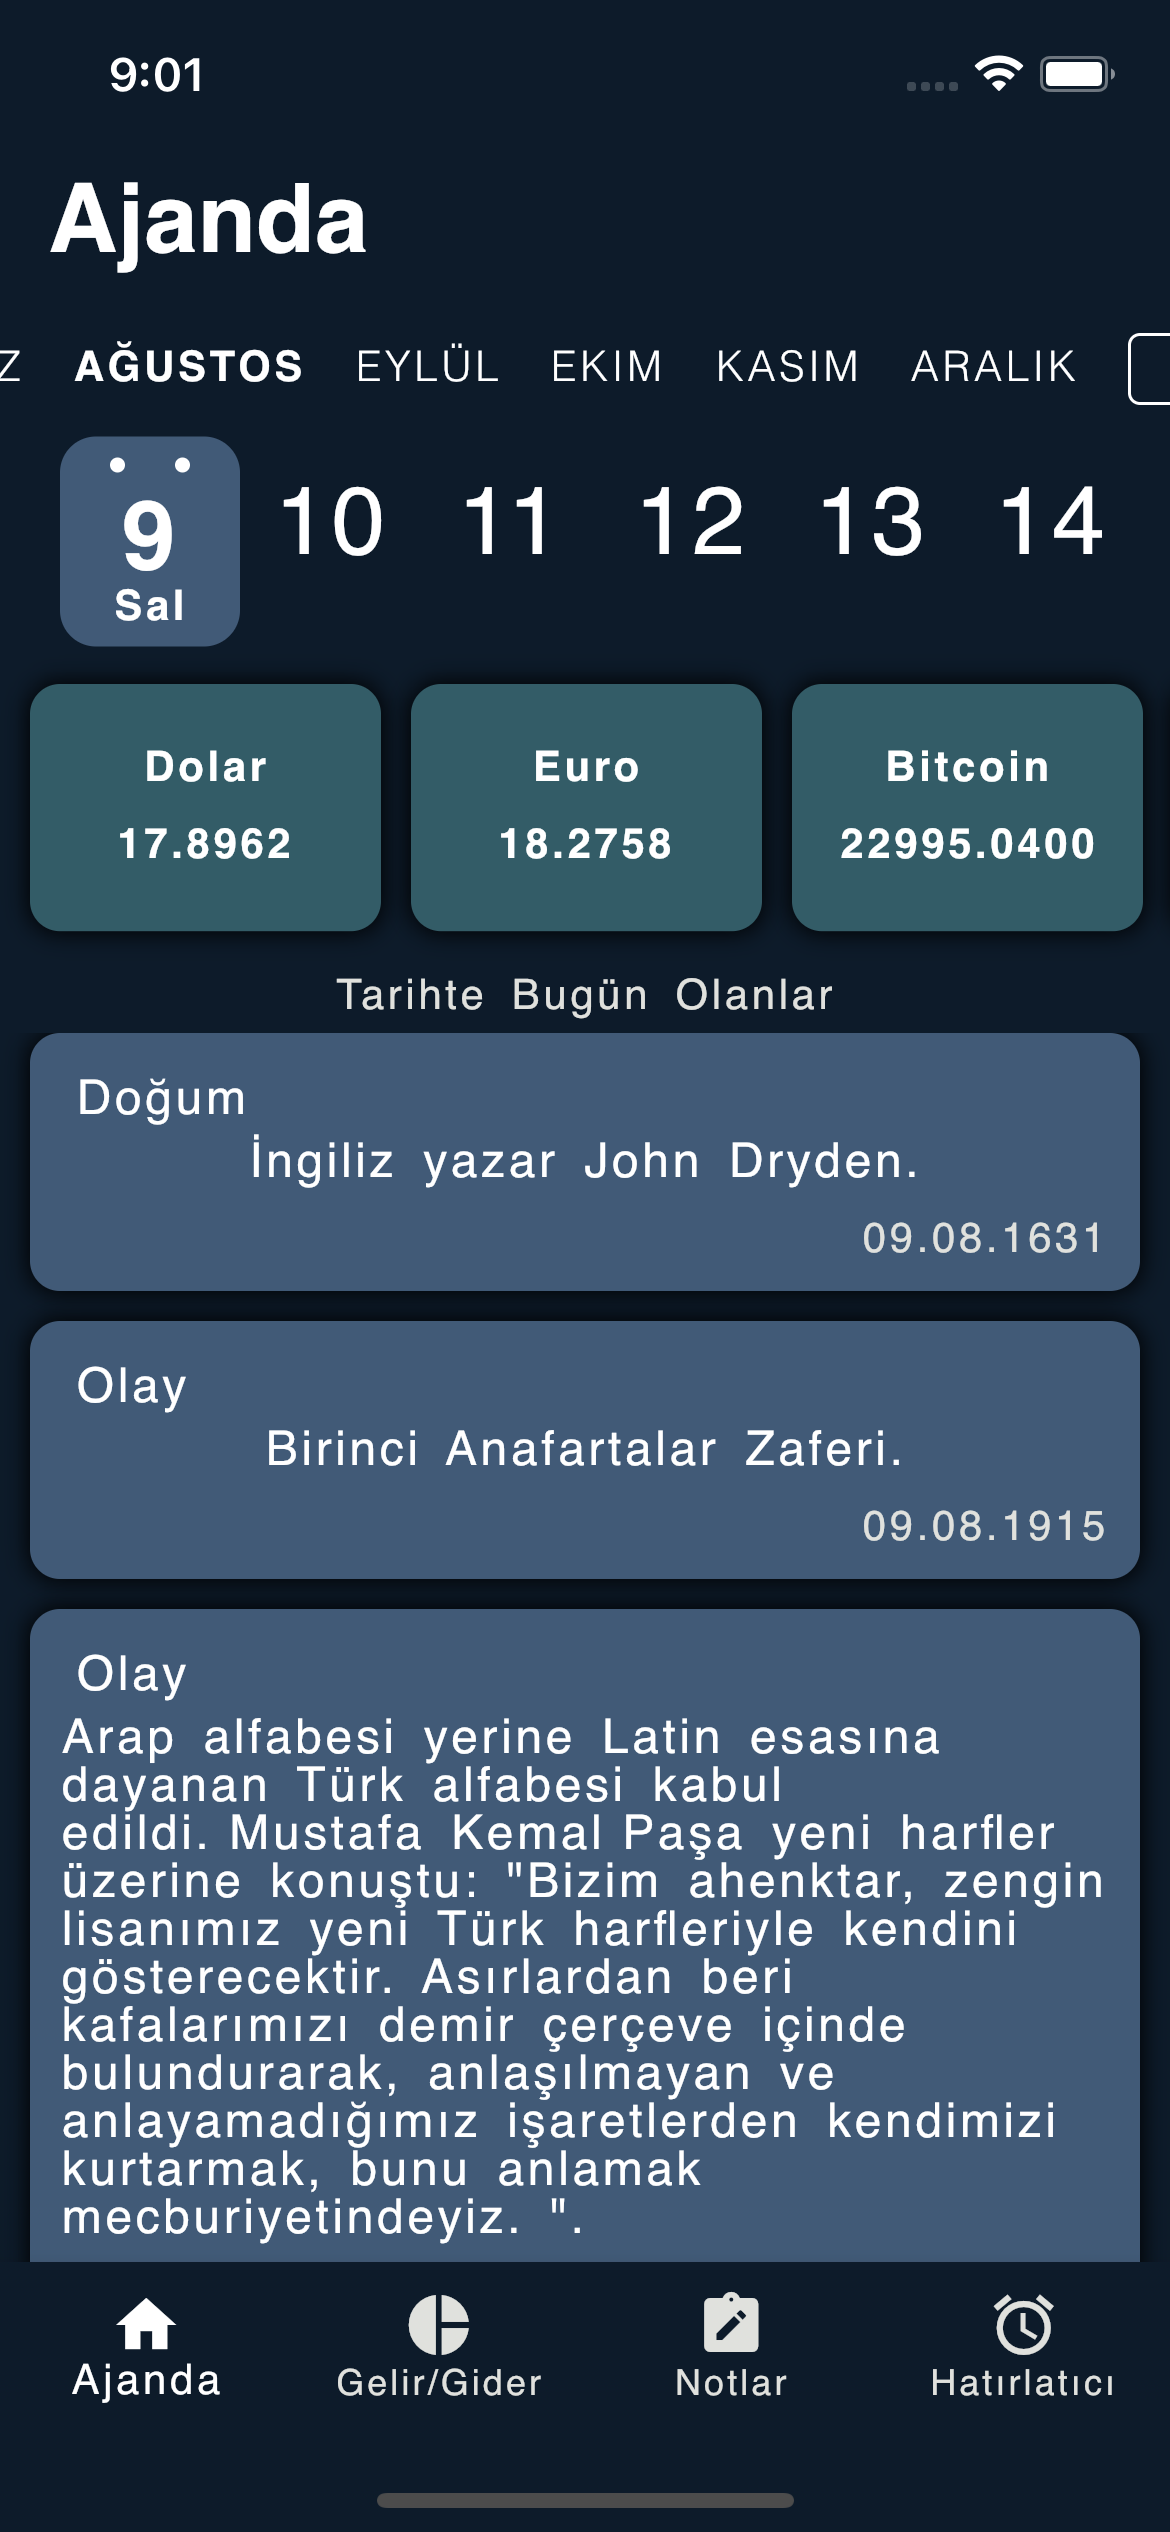 9:01
Ajanda
Z AĞUSTOS EYLÜL EKIM KASIM ARALIK
9 10 11 12 13 14
Sal
Dolar Euro Bitcoin
17.8962 18.2758 22995.0400
Tarihte Bugün Olanlar
Doğum
İngiliz yazar John Dryden.
09.08.1631
Olay
Birinci Anafartalar Zaferi.
09.08.1915
Olay
Arap alfabesi yerine Latin esasına
dayanan Türk alfabesi kabul
edildi. Mustafa Kemal Paşa yeni harfler
üzerine konuştu: "Bizim ahenktar, zengin
lisanımız yeni Türk harfleriyle kendini
gösterecektir. Asırlardan beri
kafalarımızı demir çerçeve içinde
bulundurarak, anlaşılmayan ve
anlayamadığımız işaretlerden kendimizi
kurtarmak, bunu anlamak
mecburiyetindeyiz. ".
Ajanda Gelir/Gider Notlar Hatırlatıcı